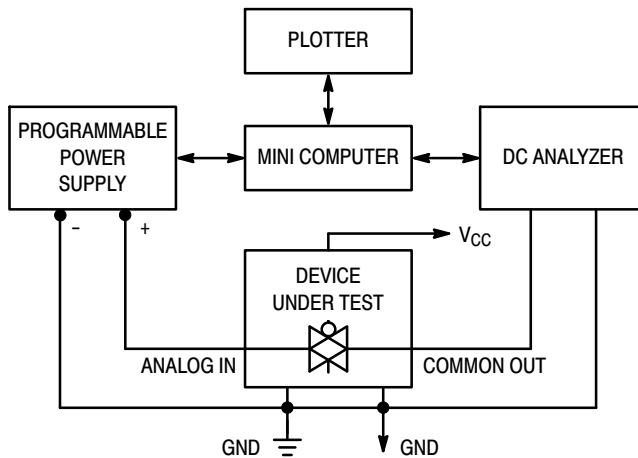 PLOTTER
PROGRAMMABLE
POWER
SUPPLY
MINI COMPUTER
DC ANALYZER
– +
VCC
DEVICE
UNDER TEST
ANALOG IN
COMMON OUT
GND
GND